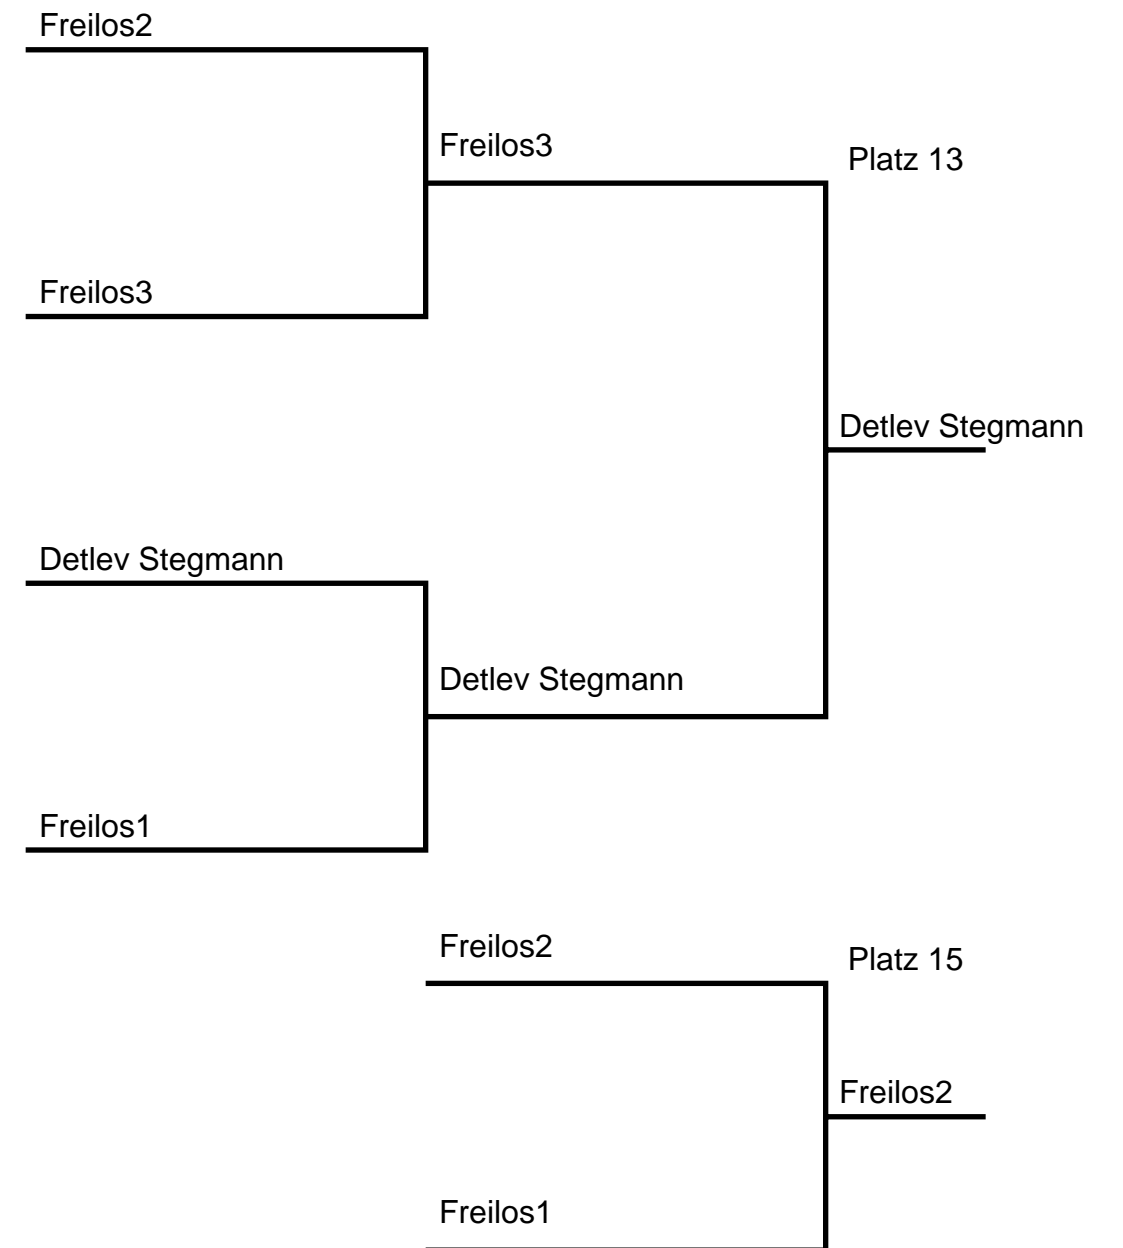 Freilos2
Freilos3
Platz 13
Freilos3
Detlev Stegmann
Detlev Stegmann
Detlev Stegmann
Freilos1
Freilos2
Platz 15
Freilos2
Freilos1